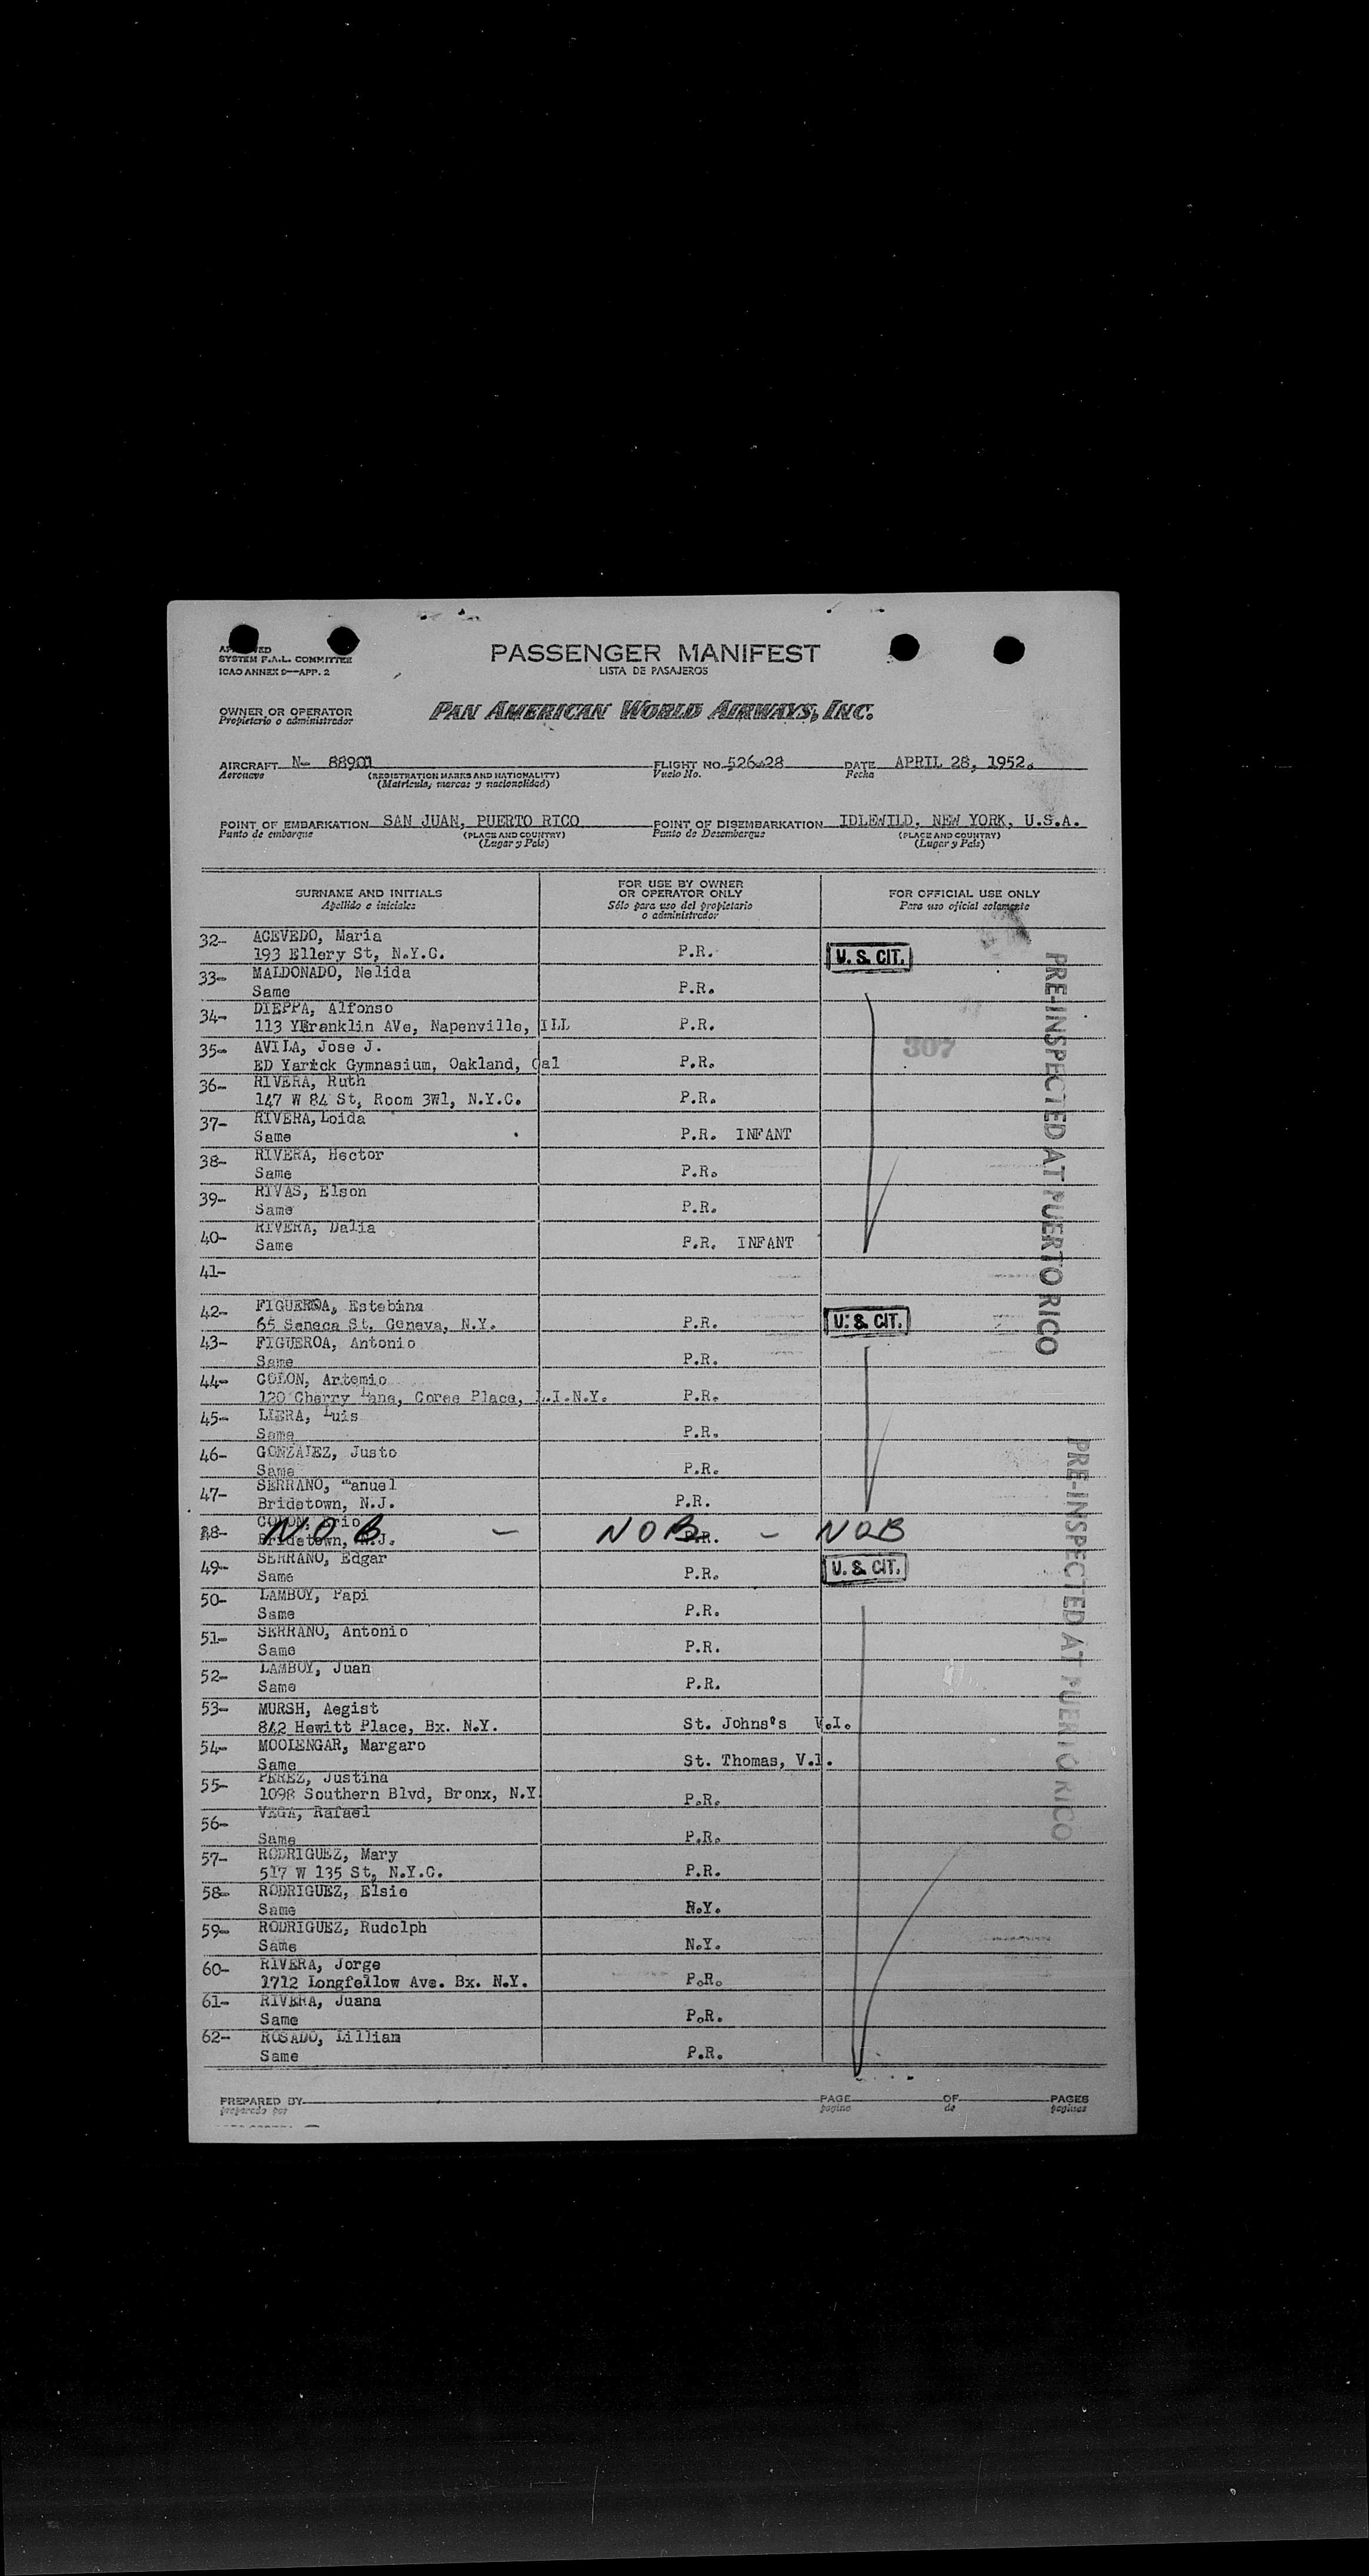 SYSTEM F.A.L. COMMITTEE
ICAO ANNEX 9—APP. 2
PASSENGER MANIFEST
LISTA DE PASAJEROS
OWNER OR OPERATOR
Propietario o administrador
PAN AMERICAN WORLD AIRWAYS, INC.
AIRCRAFT N- 88901 FLIGHT NO. 526-28 DATE APRIL 28, 1952.
Aeronave (REGISTRATION MARKS AND NATIONALITY) Vuelo No. Fecha
(Matrícula, marcas y nacionalidad)
POINT OF EMBARKATION SAN JUAN, PUERTO RICO POINT OF DISEMBARKATION IDLEWILD, NEW YORK, U.S.A.
Punto de embarque (PLACE AND COUNTRY) Punto de Desembarque (PLACE AND COUNTRY)
(Lugar y País) (Lugar y País)
SURNAME AND INITIALS FOR USE BY OWNER OR OPERATOR ONLY FOR OFFICIAL USE ONLY
Apellido e iniciales Sólo para uso del propietario o administrador Para uso oficial solamente
32- ACEVEDO, Maria
193 Ellery St, N.Y.C. P.R. U. S. CIT.
33- MALDONADO, Nelida
Same P.R.
34- DIEPPA, Alfonso
113 Franklin AVe, Napenville, ILL P.R.
35- AVILA, Jose J. 307
ED Yarick Gymnasium, Oakland, Cal P.R.
36- RIVERA, Ruth
147 W 84 St, Room 3W1, N.Y.C. P.R.
37- RIVERA, Loida
Same P.R. INFANT
38- RIVERA, Hector
Same P.R.
39- RIVAS, Elson
Same P.R.
40- RIVERA, Dalia
Same P.R. INFANT
41-
42- FIGUEROA, Estebina
65 Seneca St. Geneva, N.Y. P.R. U. S. CIT.
43- FIGUEROA, Antonio
Same P.R.
44- COLON, Artemio
120 Cherry Lane, Coree Place, L.I.N.Y. P.R.
45- LIERA, Luis
Same P.R.
46- GONZALEZ, Justo
Same P.R.
47- SERRANO, Manuel
Bridetown, N.J. P.R.
48- COLON,
NOB - NOB - NOB
Bridetown, N.J. P.R.
49- SERRANO, Edgar
Same P.R. U. S. CIT.
50- LAMBOY, Papi
Same P.R.
51- SERRANO, Antonio
Same P.R.
52- LAMBOY, Juan
Same P.R.
53- MURSH, Aegist
842 Hewitt Place, Bx. N.Y. St. Johns's V.I.
54- MOOLENGAR, Margaro
Same St. Thomas, V.I.
55- PEREZ, Justina
1098 Southern Blvd, Bronx, N.Y. P.R.
56- VEGA, Rafael
Same P.R.
57- RODRIGUEZ, Mary
517 W 135 St, N.Y.C. P.R.
58- RODRIGUEZ, Elsie
Same N.Y.
59- RODRIGUEZ, Rudolph
Same N.Y.
60- RIVERA, Jorge
1712 Longfellow Ave. Bx. N.Y. P.R.
61- RIVERA, Juana
Same P.R.
62- ROSADO, Lilliam
Same P.R.
PRE-INSPECTED AT PUERTO RICO
PRE-INSPECTED AT PUERTO RICO
PREPARED BY PAGE OF PAGES
preparado por página de páginas